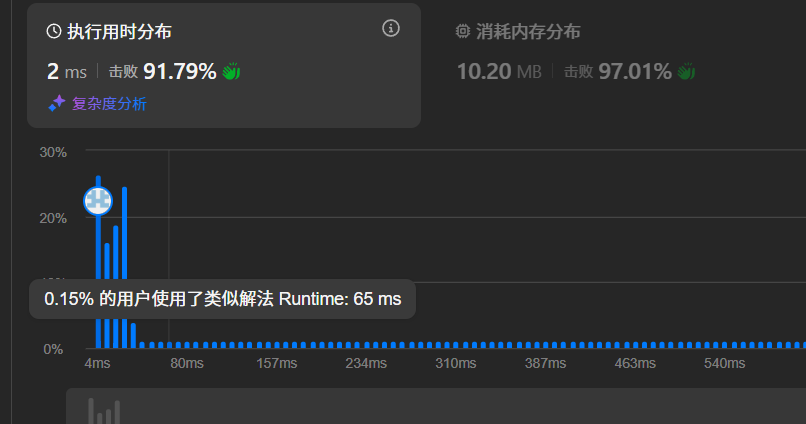 执行用时分布
2 ms 击败 91.79%
复杂度分析
消耗内存分布
10.20 MB 击败 97.01%
30%
20%
0.15% 的用户使用了类似解法 Runtime: 65 ms
0%
4ms 80ms 157ms 234ms 310ms 387ms 463ms 540ms